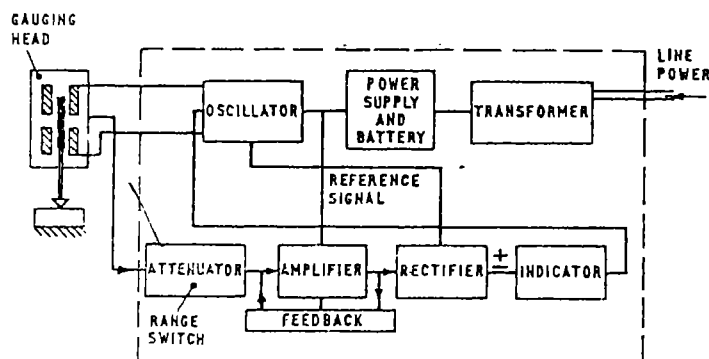 GAUGING
HEAD
LINE
POWER
OSCILLATOR
POWER
SUPPLY
AND
BATTERY
TRANSFORMER
REFERENCE
SIGNAL
ATTENUATOR
AMPLIFIER
RECTIFIER
±
INDICATOR
FEEDBACK
RANGE
SWITCH